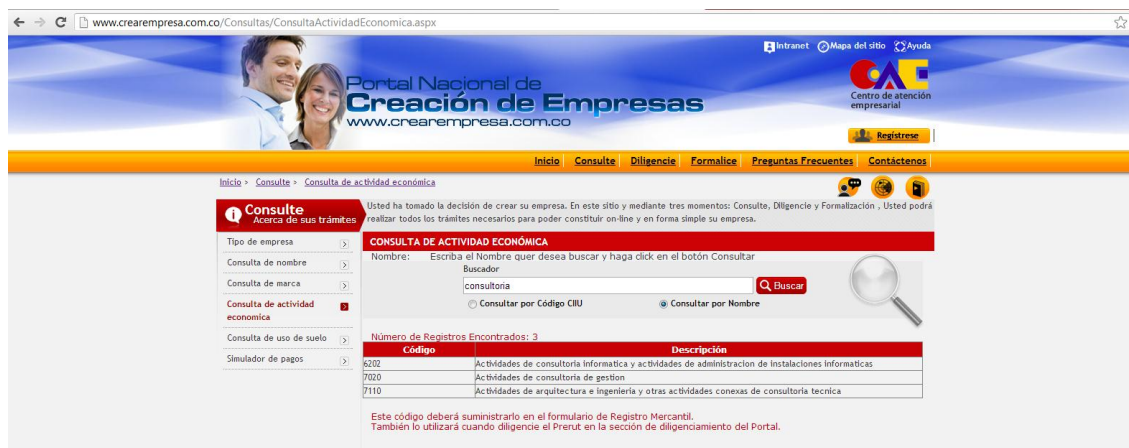 www.crearempresa.com.co/Consultas/ConsultaActividadEconomica.aspx
Intranet Mapa del sitio Ayuda
Portal Nacional de
Creación de Empresas
www.crearempresa.com.co
CAE
Centro de atención
empresarial
Regístrese
Inicio Consulte Diligencie Formalice Preguntas Frecuentes Contáctenos
Inicio > Consulte > Consulta de actividad económica
Consulte
Acerca de sus trámites
Tipo de empresa
Consulta de nombre
Consulta de marca
Consulta de actividad
economica
Consulta de uso de suelo
Simulador de pagos
Usted ha tomado la decisión de crear su empresa. En este sitio y mediante tres momentos: Consulte, Diligencie y Formalización , Usted podrá
realizar todos los trámites necesarios para poder constituir on-line y en forma simple su empresa.
CONSULTA DE ACTIVIDAD ECONÓMICA
Nombre: Escriba el Nombre quer desea buscar y haga click en el botón Consultar
Buscador
consultoria Buscar
Consultar por Código CIIU Consultar por Nombre
Número de Registros Encontrados: 3
Código Descripción
6202 Actividades de consultoria informatica y actividades de administracion de instalaciones informaticas
7020 Actividades de consultoria de gestion
7110 Actividades de arquitectura e ingenieria y otras actividades conexas de consultoria tecnica
Este código deberá suministrarlo en el formulario de Registro Mercantil.
También lo utilizará cuando diligencie el Prerut en la sección de diligenciamiento del Portal.